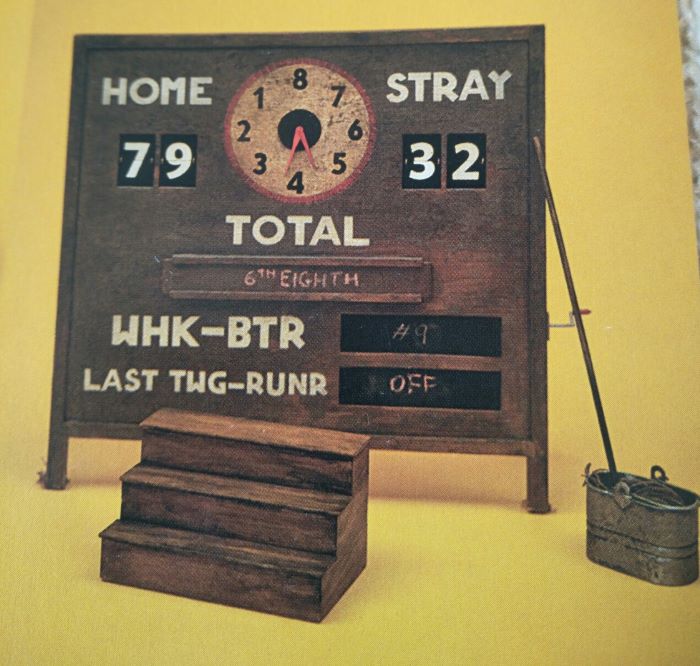 HOME
STRAY
8
1
7
2
6
3
5
4
79
32
TOTAL
6TH EIGHTH
WHK-BTR
#9
LAST TWG-RUNR
OFF